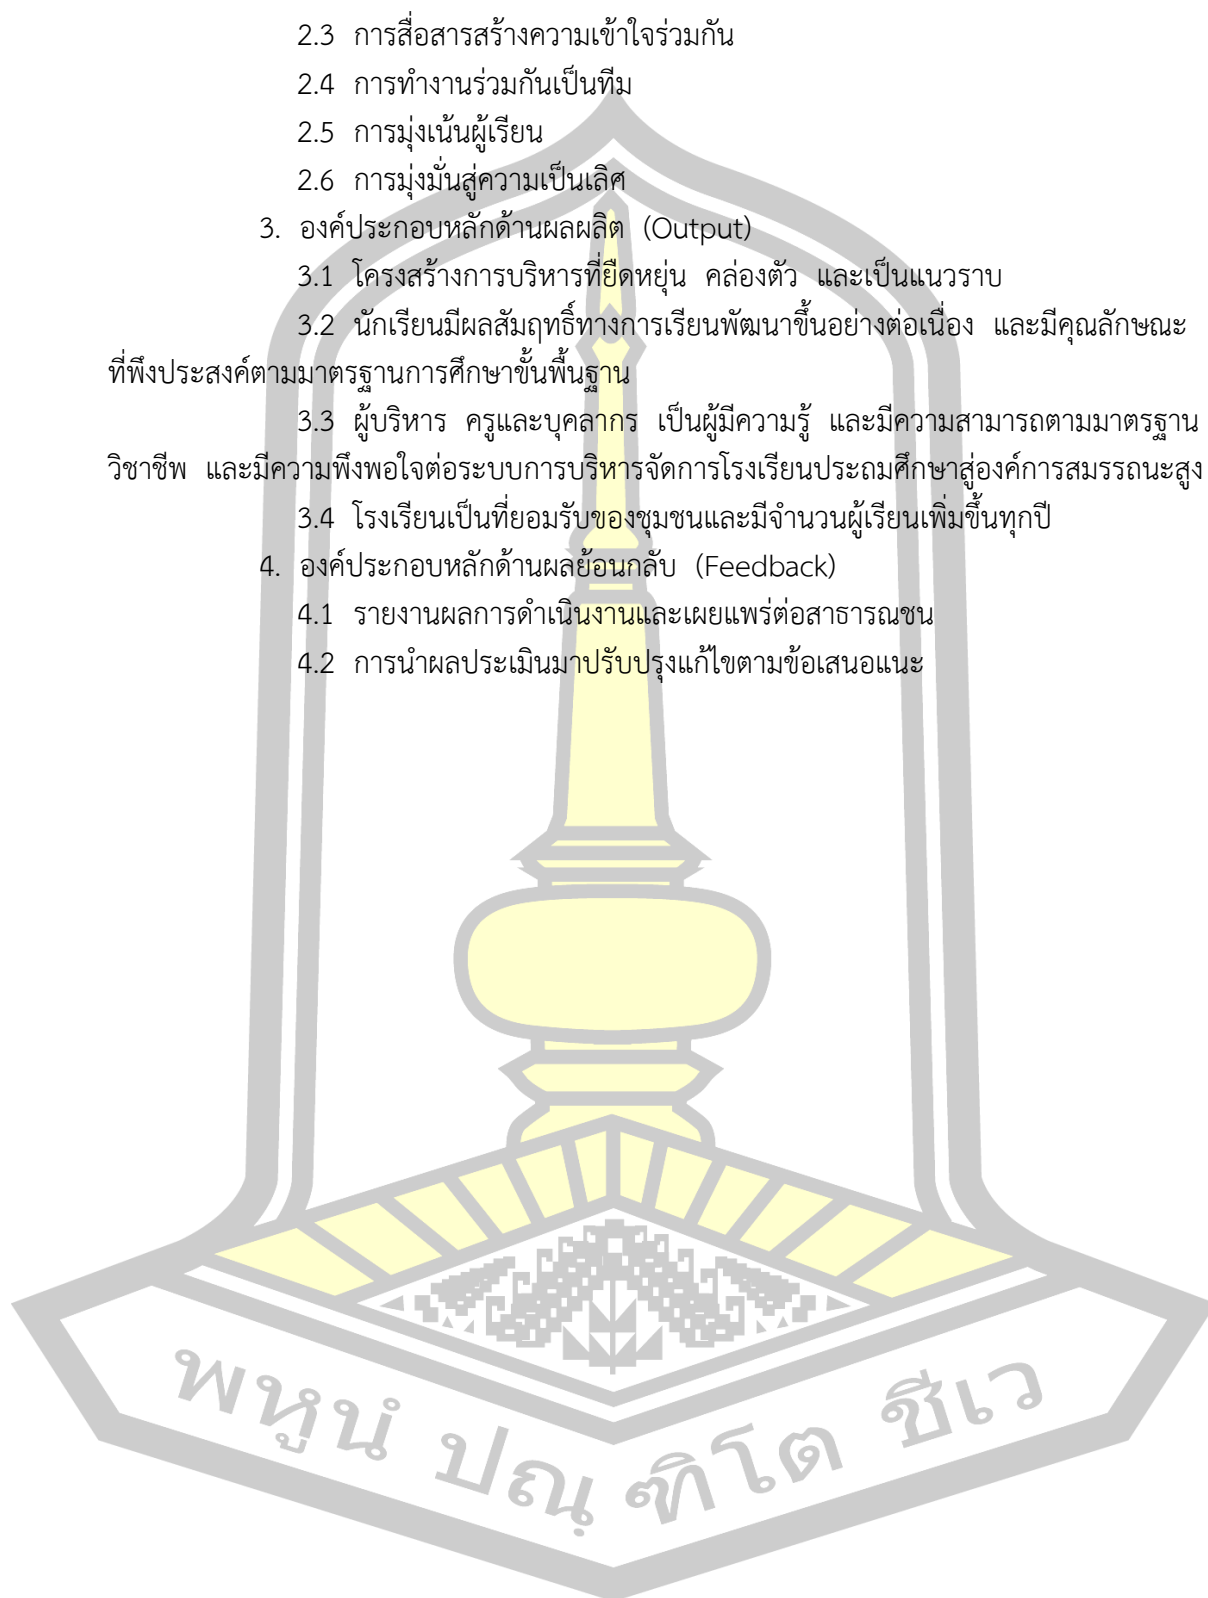 2.3 การสื่อสารสร้างความเข้าใจร่วมกัน
2.4 การทำงานร่วมกันเป็นทีม
2.5 การมุ่งเน้นผู้เรียน
2.6 การมุ่งมั่นสู่ความเป็นเลิศ
3. องค์ประกอบหลักด้านผลผลิต (Output)
3.1 โครงสร้างการบริหารที่ยืดหยุ่น คล่องตัว และเป็นแนวราบ
3.2 นักเรียนมีผลสัมฤทธิ์ทางการเรียนพัฒนาขึ้นอย่างต่อเนื่อง และมีคุณลักษณะ
ที่พึงประสงค์ตามมาตรฐานการศึกษาขั้นพื้นฐาน
3.3 ผู้บริหาร ครูและบุคลากร เป็นผู้มีความรู้ และมีความสามารถตามมาตรฐาน
วิชาชีพ และมีความพึงพอใจต่อระบบการบริหารจัดการโรงเรียนประถมศึกษาสู่องค์การสมรรถนะสูง
3.4 โรงเรียนเป็นที่ยอมรับของชุมชนและมีจำนวนผู้เรียนเพิ่มขึ้นทุกปี
4. องค์ประกอบหลักด้านผลย้อนกลับ (Feedback)
4.1 รายงานผลการดำเนินงานและเผยแพร่ต่อสาธารณชน
4.2 การนำผลประเมินมาปรับปรุงแก้ไขตามข้อเสนอแนะ
พหูนํ ปณฺฑิโต ชีเว